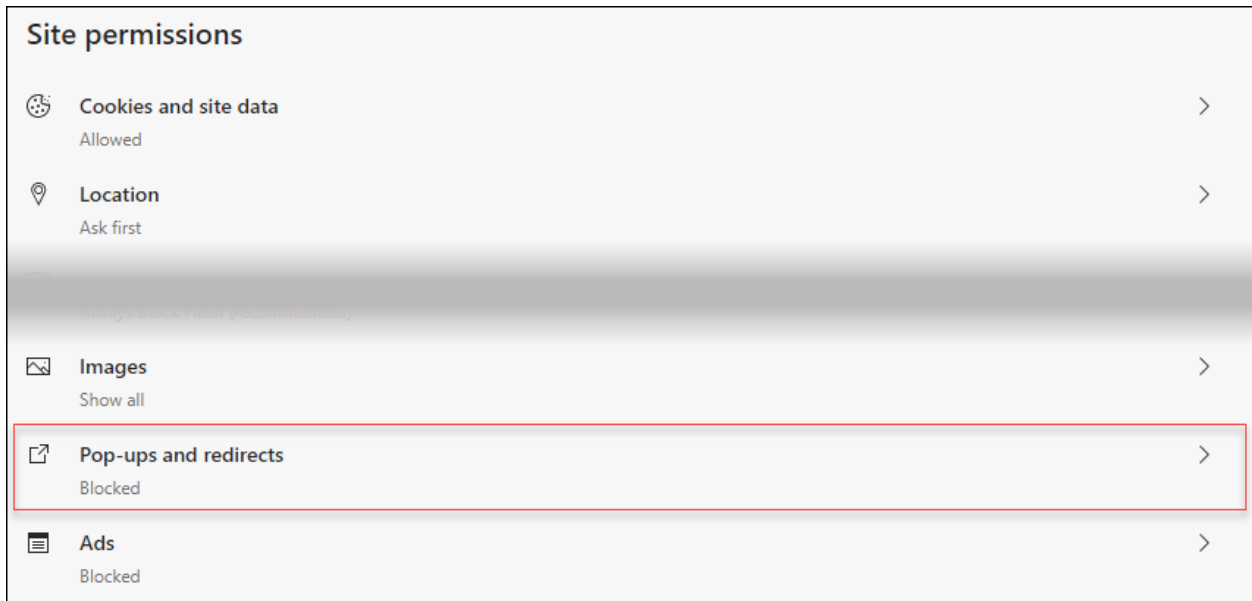 Site permissions
Cookies and site data
Allowed
Location
Ask first
Images
Show all
Pop-ups and redirects
Blocked
Ads
Blocked